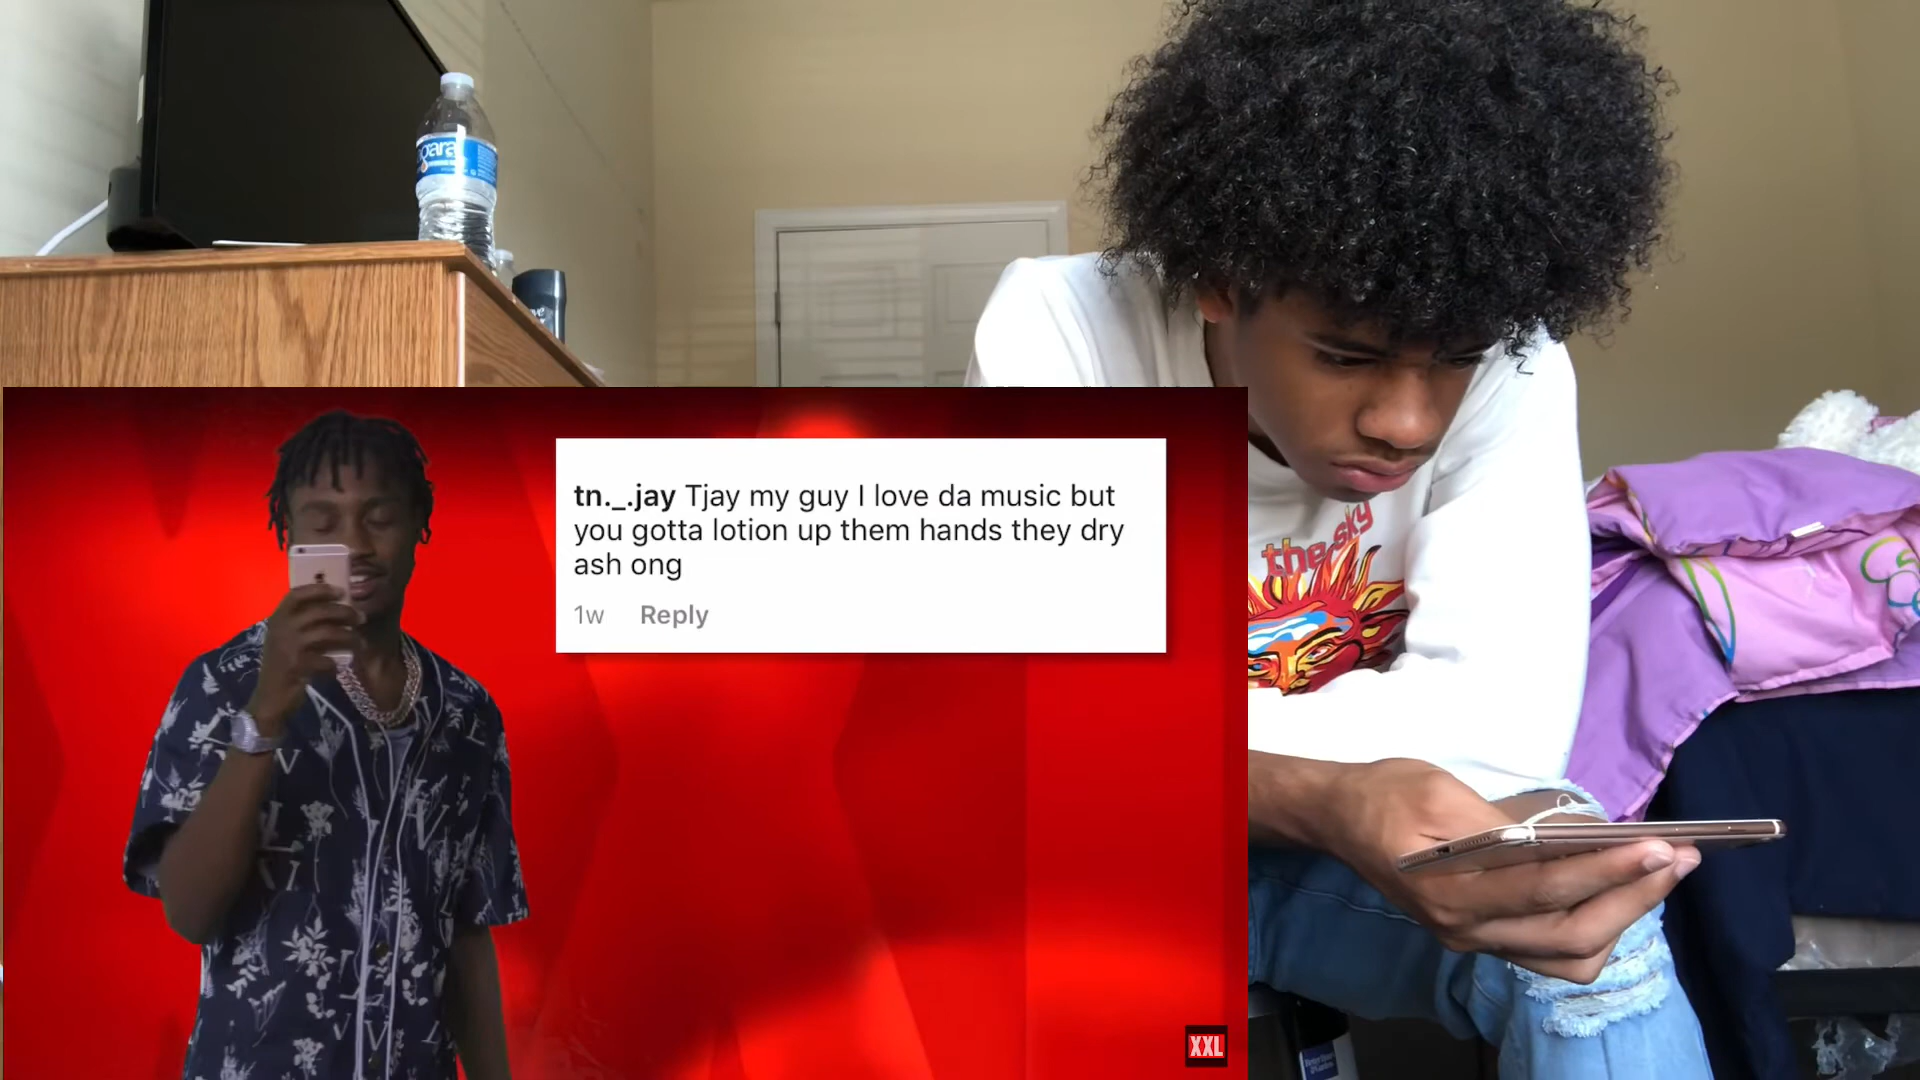 gara
tn._.jay Tjay my guy I love da music but
you gotta lotion up them hands they dry
ash ong
1w Reply
the sky
XXL